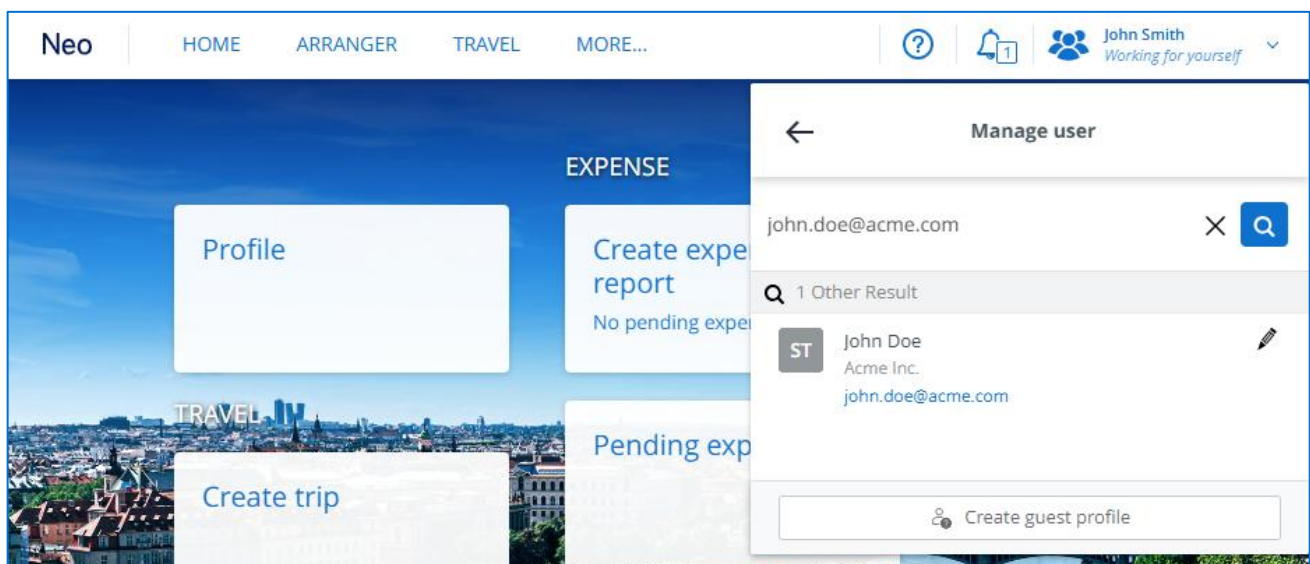 Neo
HOME ARRANGER TRAVEL MORE...
1
John Smith
Working for yourself
Manage user
EXPENSE
john.doe@acme.com
Profile
Create expe
report
No pending exper
1 Other Result
ST
John Doe
Acme Inc.
john.doe@acme.com
TRAVEL
Pending exp
Create trip
Create guest profile